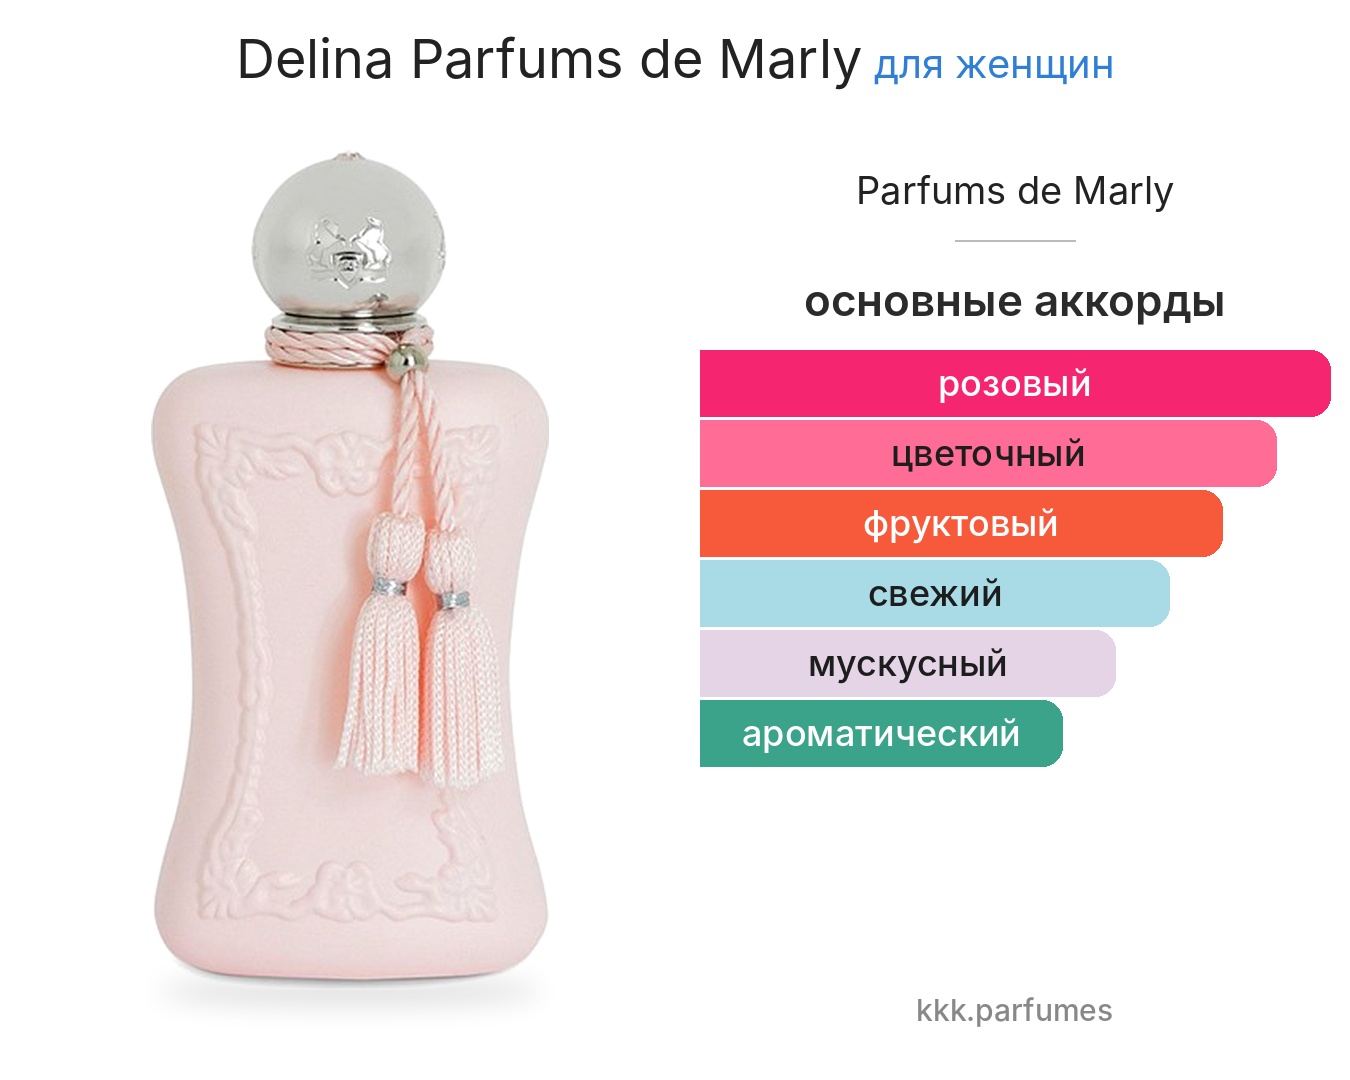 Delina Parfums de Marly для женщин
Parfums de Marly
основные аккорды
розовый
цветочный
фруктовый
свежий
мускусный
ароматический
kkk.parfumes